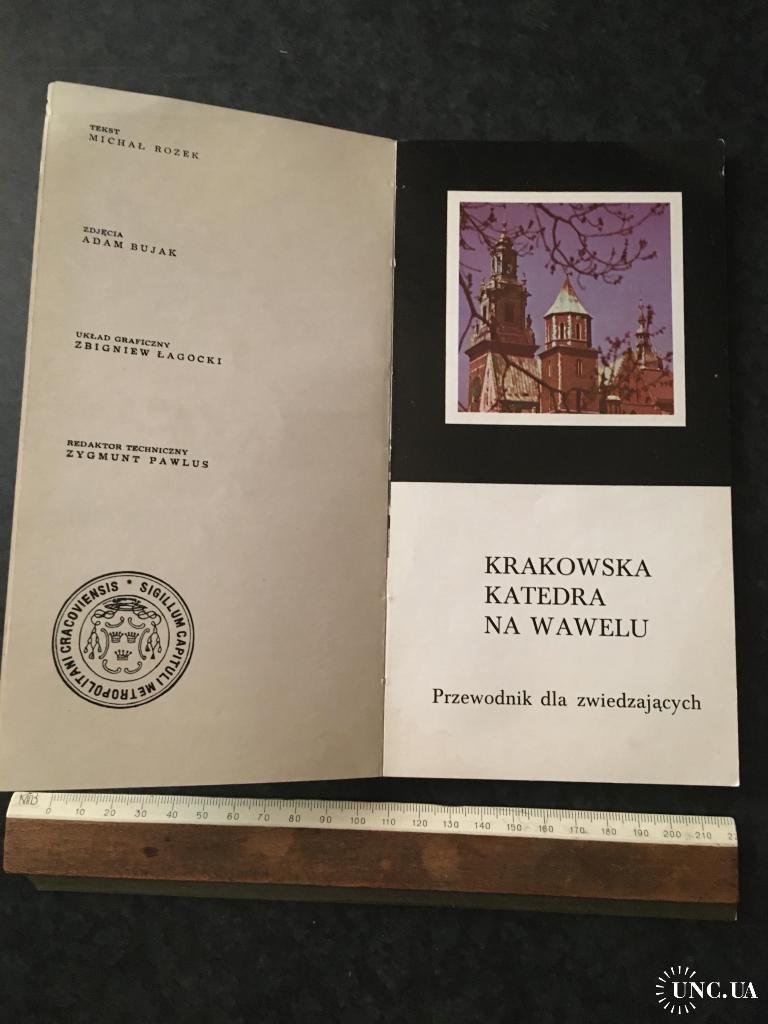 TEKST
MICHAŁ ROZEK
ZDJĘCIA
ADAM BUJAK
UKŁAD GRAFICZNY
ZBIGNIEW ŁAGOCKI
REDAKTOR TECHNICZNY
ZYGMUNT PAWLUS
SIGILLUM CAPITULI METROPOLITANI CRACOVIENSIS *
KRAKOWSKA
KATEDRA
NA WAWELU
Przewodnik dla zwiedzających
0 10 20 30 40 50 60 70 80 90 100 110 120 130 140 150 160 170 180 190 200 210
UNC.UA